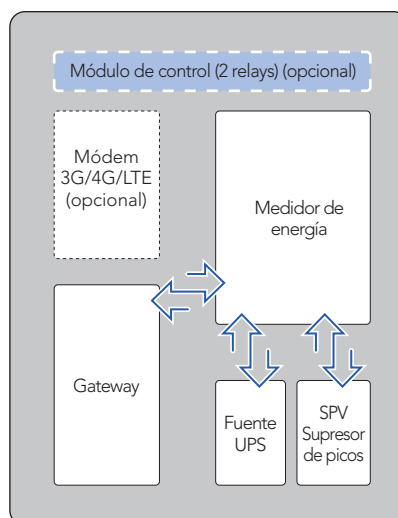 Módulo de control (2 relays) (opcional)
Módem
3G/4G/LTE
(opcional)
Medidor de
energía
Gateway
Fuente
UPS
SPV
Supresor
de picos